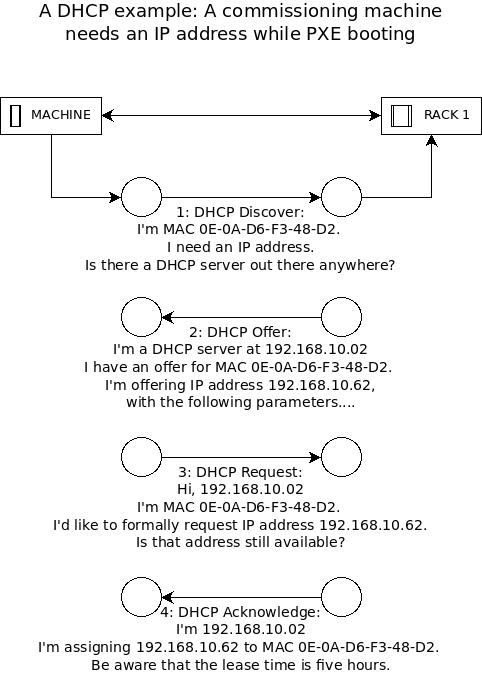 A DHCP example: A commissioning machine
needs an IP address while PXE booting
MACHINE
RACK 1
1: DHCP Discover:
I'm MAC 0E-0A-D6-F3-48-D2.
I need an IP address.
Is there a DHCP server out there anywhere?
2: DHCP Offer:
I'm a DHCP server at 192.168.10.02
I have an offer for MAC 0E-0A-D6-F3-48-D2.
I'm offering IP address 192.168.10.62,
with the following parameters....
3: DHCP Request:
Hi, 192.168.10.02
I'm MAC 0E-0A-D6-F3-48-D2.
I'd like to formally request IP address 192.168.10.62.
Is that address still available?
4: DHCP Acknowledge:
I'm 192.168.10.02
I'm assigning 192.168.10.62 to MAC 0E-0A-D6-F3-48-D2.
Be aware that the lease time is five hours.